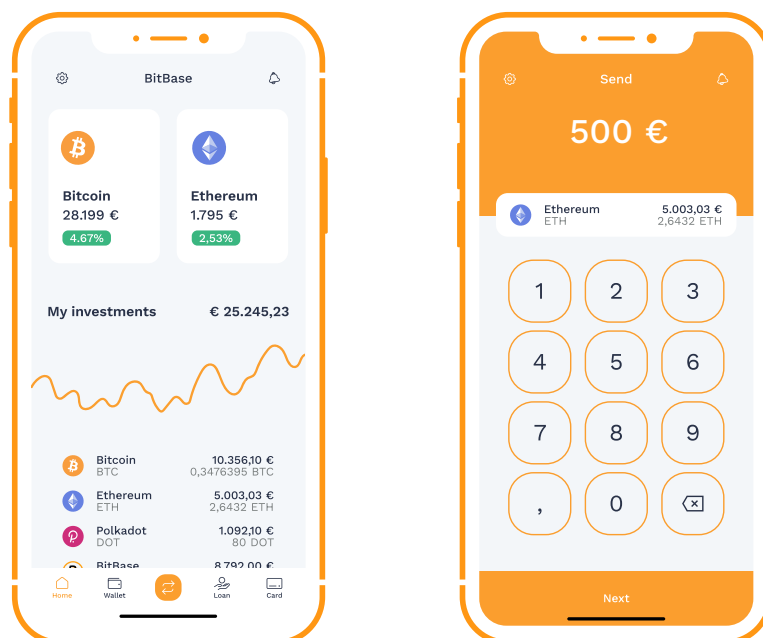 BitBase
Bitcoin
28.199 €
4.67%
Ethereum
1.795 €
2,53%
My investments € 25.245,23
Bitcoin 10.356,10 €
BTC 0,3476395 BTC
Ethereum 5.003,03 €
ETH 2,6432 ETH
Polkadot 1.092,10 €
DOT 80 DOT
BitBase 8.792,00 €
Home Wallet Loan Card
Send
500 €
Ethereum 5.003,03 €
ETH 2,6432 ETH
1 2 3
4 5 6
7 8 9
, 0
Next